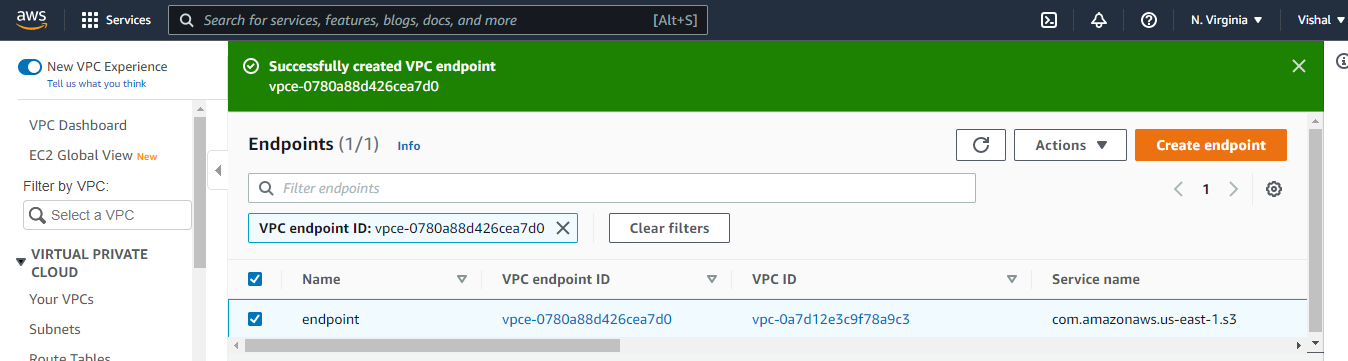 aws Services Search for services, features, blogs, docs, and more [Alt+S] N. Virginia Vishal
New VPC Experience
Tell us what you think
VPC Dashboard
EC2 Global View New
Filter by VPC:
Select a VPC
VIRTUAL PRIVATE
CLOUD
Your VPCs
Subnets
Route Tables
Successfully created VPC endpoint
vpce-0780a88d426cea7d0
Endpoints (1/1) Info Actions Create endpoint
Filter endpoints 1
VPC endpoint ID: vpce-0780a88d426cea7d0 Clear filters
Name VPC endpoint ID VPC ID Service name
endpoint vpce-0780a88d426cea7d0 vpc-0a7d12e3c9f78a9c3 com.amazonaws.us-east-1.s3